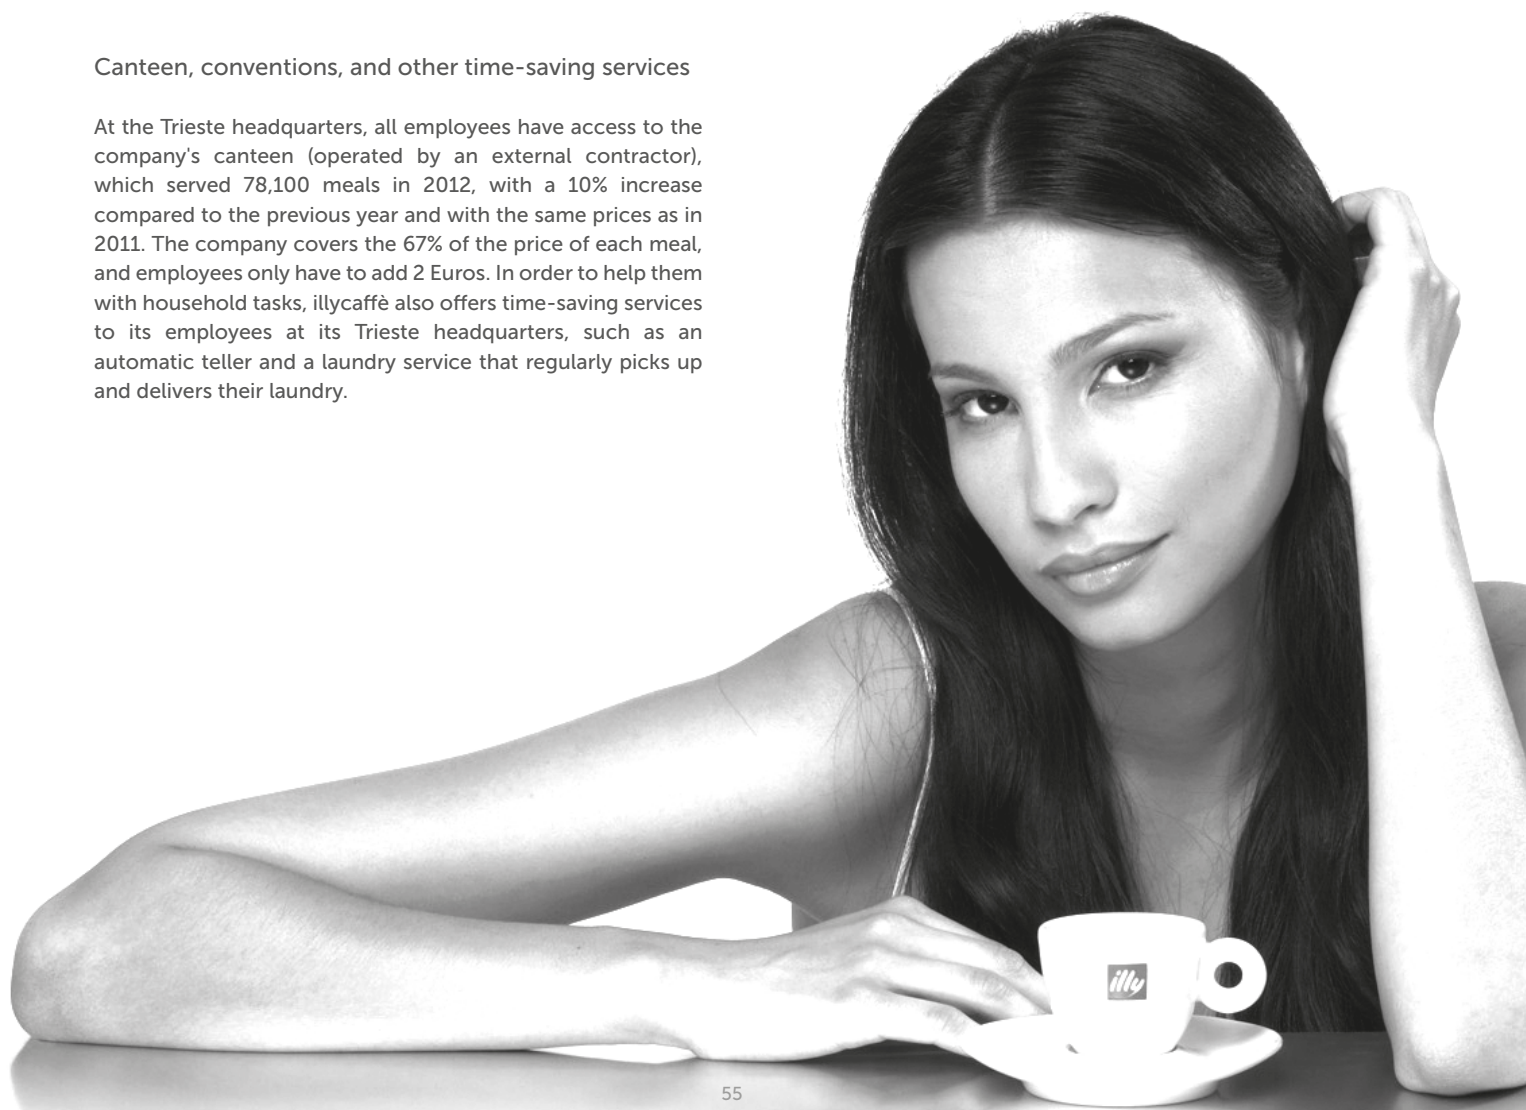 Canteen, conventions, and other time-saving services
At the Trieste headquarters, all employees have access to the
company's canteen (operated by an external contractor),
which served 78,100 meals in 2012, with a 10% increase
compared to the previous year and with the same prices as in
2011. The company covers the 67% of the price of each meal,
and employees only have to add 2 Euros. In order to help them
with household tasks, illycaffè also offers time-saving services
to its employees at its Trieste headquarters, such as an
automatic teller and a laundry service that regularly picks up
and delivers their laundry.
illy
55